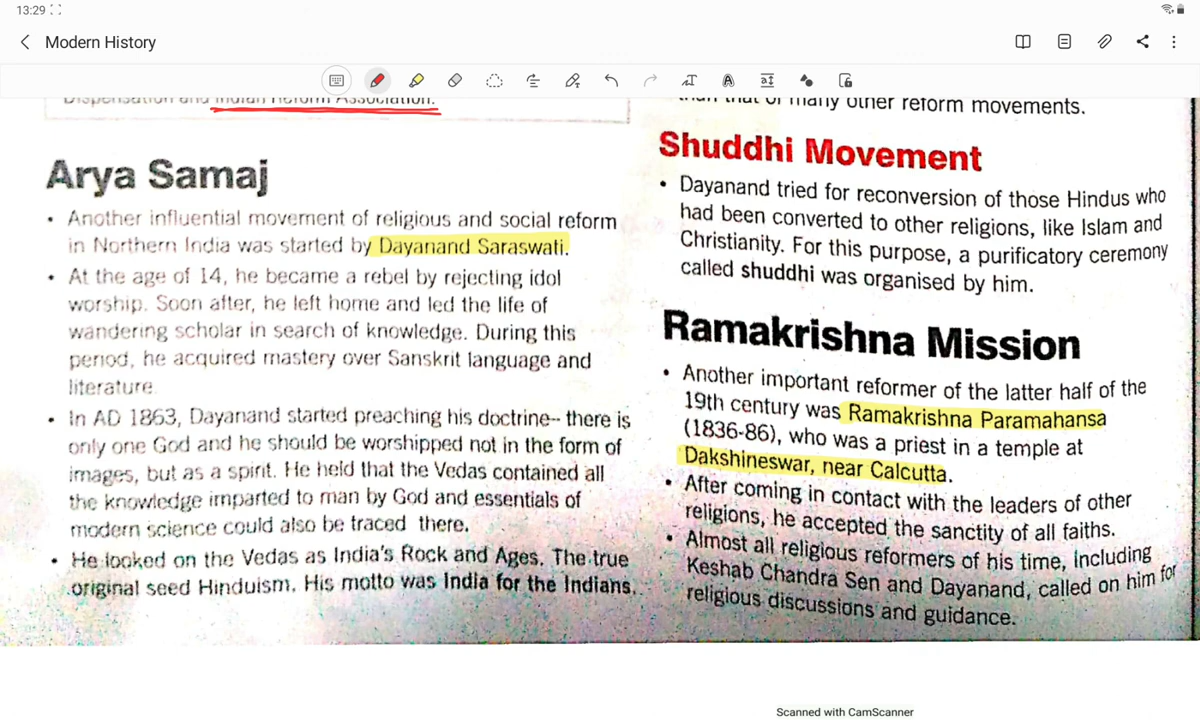 13:29
Modern History
Dispensation and Indian Reform Association.
Arya Samaj
• Another influential movement of religious and social reform
in Northern India was started by Dayanand Saraswati.
• At the age of 14, he became a rebel by rejecting idol
worship. Soon after, he left home and led the life of
wandering scholar in search of knowledge. During this
period, he acquired mastery over Sanskrit language and
literature.
• In AD 1863, Dayanand started preaching his doctrine-- there is
only one God and he should be worshipped not in the form of
images, but as a spirit. He held that the Vedas contained all
the knowledge imparted to man by God and essentials of
modern science could also be traced there.
• He looked on the Vedas as India's Rock and Ages. The true
original seed Hinduism. His motto was India for the Indians.
than that of many other reform movements.
Shuddhi Movement
• Dayanand tried for reconversion of those Hindus who
had been converted to other religions, like Islam and
Christianity. For this purpose, a purificatory ceremony
called shuddhi was organised by him.
Ramakrishna Mission
• Another important reformer of the latter half of the
19th century was Ramakrishna Paramahansa
(1836-86), who was a priest in a temple at
Dakshineswar, near Calcutta.
• After coming in contact with the leaders of other
religions, he accepted the sanctity of all faiths.
• Almost all religious reformers of his time, including
Keshab Chandra Sen and Dayanand, called on him for
religious discussions and guidance.
Scanned with CamScanner